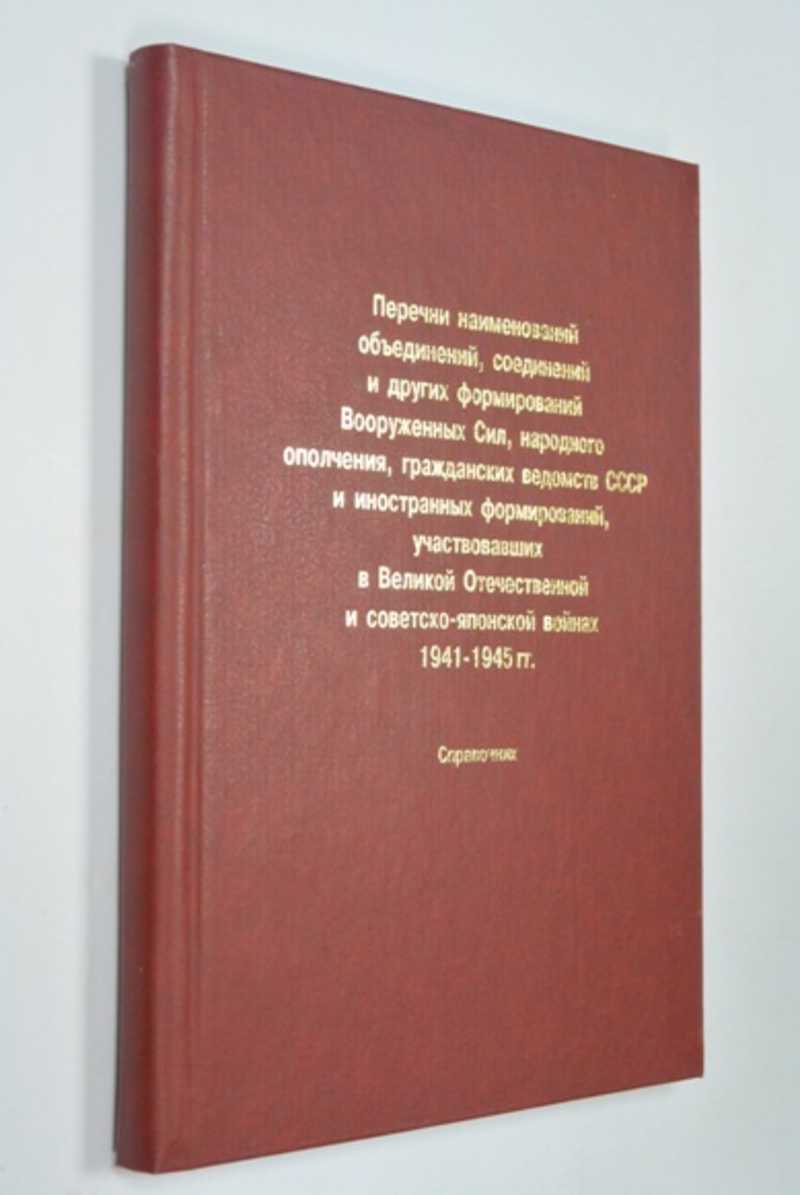 Перечни наименований
объединений, соединений
и других формирований
Вооруженных Сил, народного
ополчения, гражданских ведомств СССР
и иностранных формирований,
участвовавших
в Великой Отечественной
и советско-японской войнах
1941-1945 гг.
Справочник